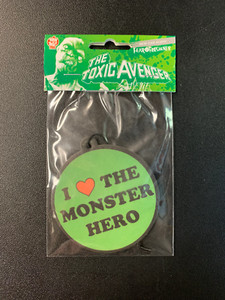 THE
TOXIC AVENGER
I ❤ THE
MONSTER
HERO